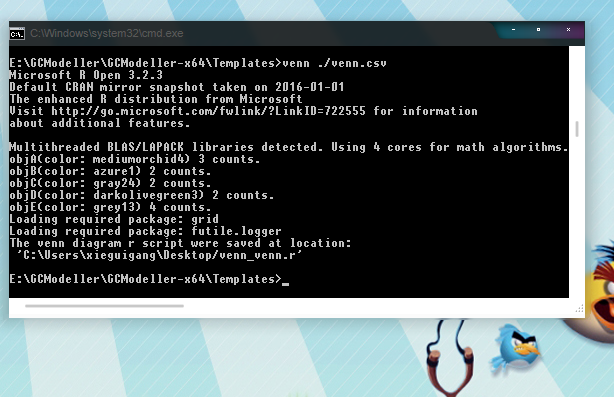 C:\Windows\system32\cmd.exe
E:\GCModeller\GCModeller-x64\Templates>venn ./venn.csv
Microsoft R Open 3.2.3
Default CRAN mirror snapshot taken on 2016-01-01
The enhanced R distribution from Microsoft
Visit http://go.microsoft.com/fwlink/?LinkID=722555 for information
about additional features.
Multithreaded BLAS/LAPACK libraries detected. Using 4 cores for math algorithms.
objA(color: mediumorchid4) 3 counts.
objB(color: azure1) 2 counts.
objC(color: gray24) 2 counts.
objD(color: darkolivegreen3) 2 counts.
objE(color: grey13) 4 counts.
Loading required package: grid
Loading required package: futile.logger
The venn diagram r script were saved at location:
'C:\Users\xieguigang\Desktop/venn_venn.r'
E:\GCModeller\GCModeller-x64\Templates>_